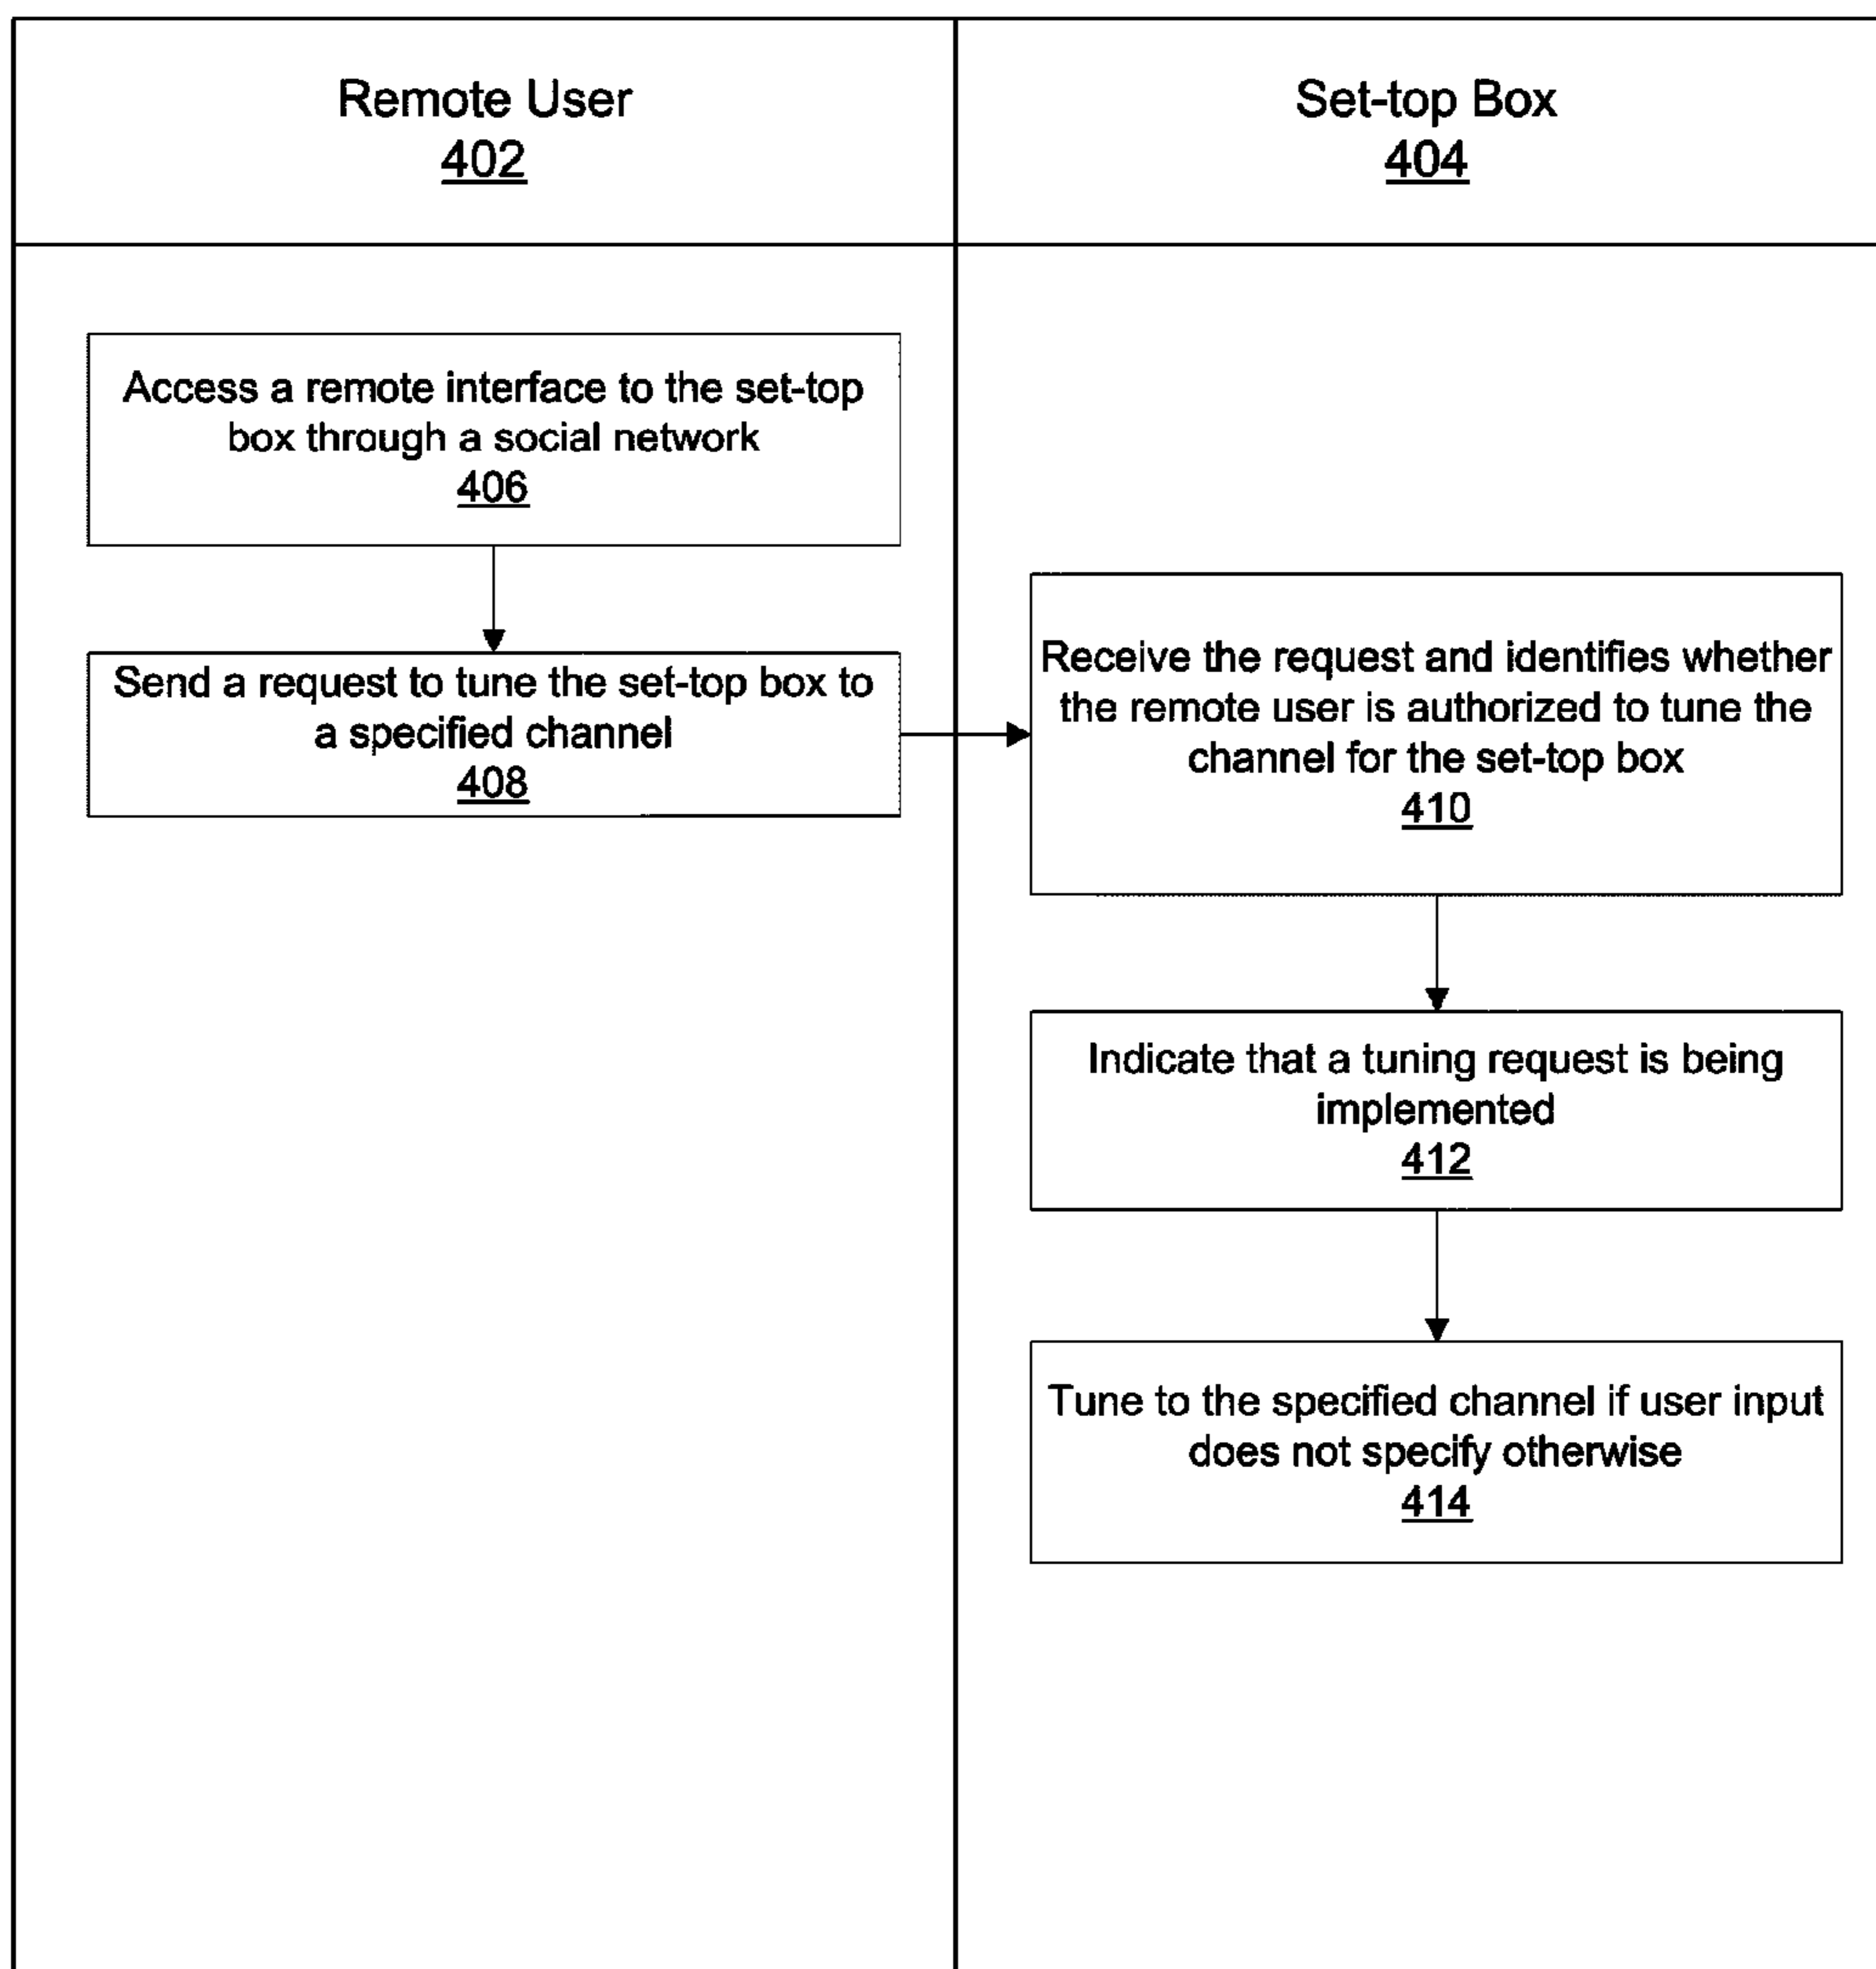 Remote User
402
Set-top Box
404
Access a remote interface to the set-top
box through a social network
406
Send a request to tune the set-top box to
a specified channel
408
Receive the request and identifies whether
the remote user is authorized to tune the
channel for the set-top box
410
Indicate that a tuning request is being
implemented
412
Tune to the specified channel if user input
does not specify otherwise
414